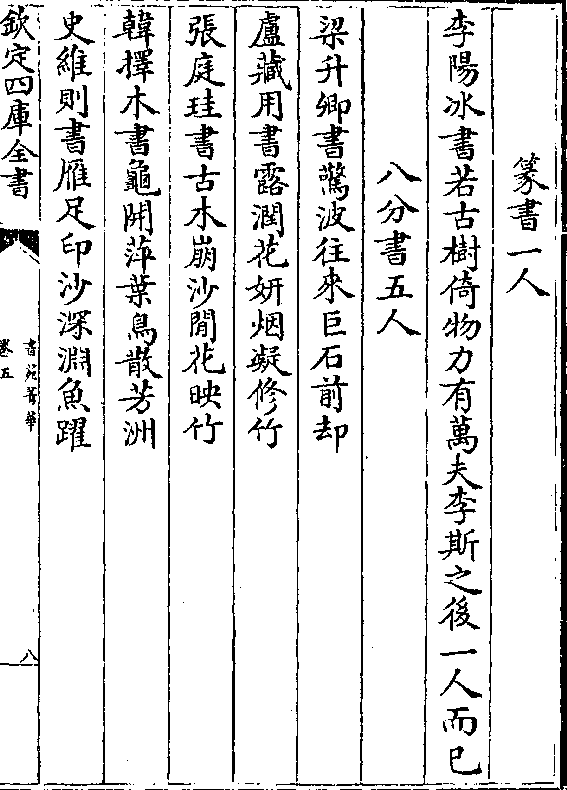 篆書一人
李陽冰書若古樹倚物力有萬夫李斯之後一人而已
八分書五人
梁升卿書驚波往來巨石前却
盧藏用書露潤花妍烟凝修竹
張庭珪書古木崩沙閒花映竹
韓擇木書龜開萍葉鳥散芳洲
史維則書雁足印沙深淵魚躍
欽定四庫全書
書苑菁華
卷五
八